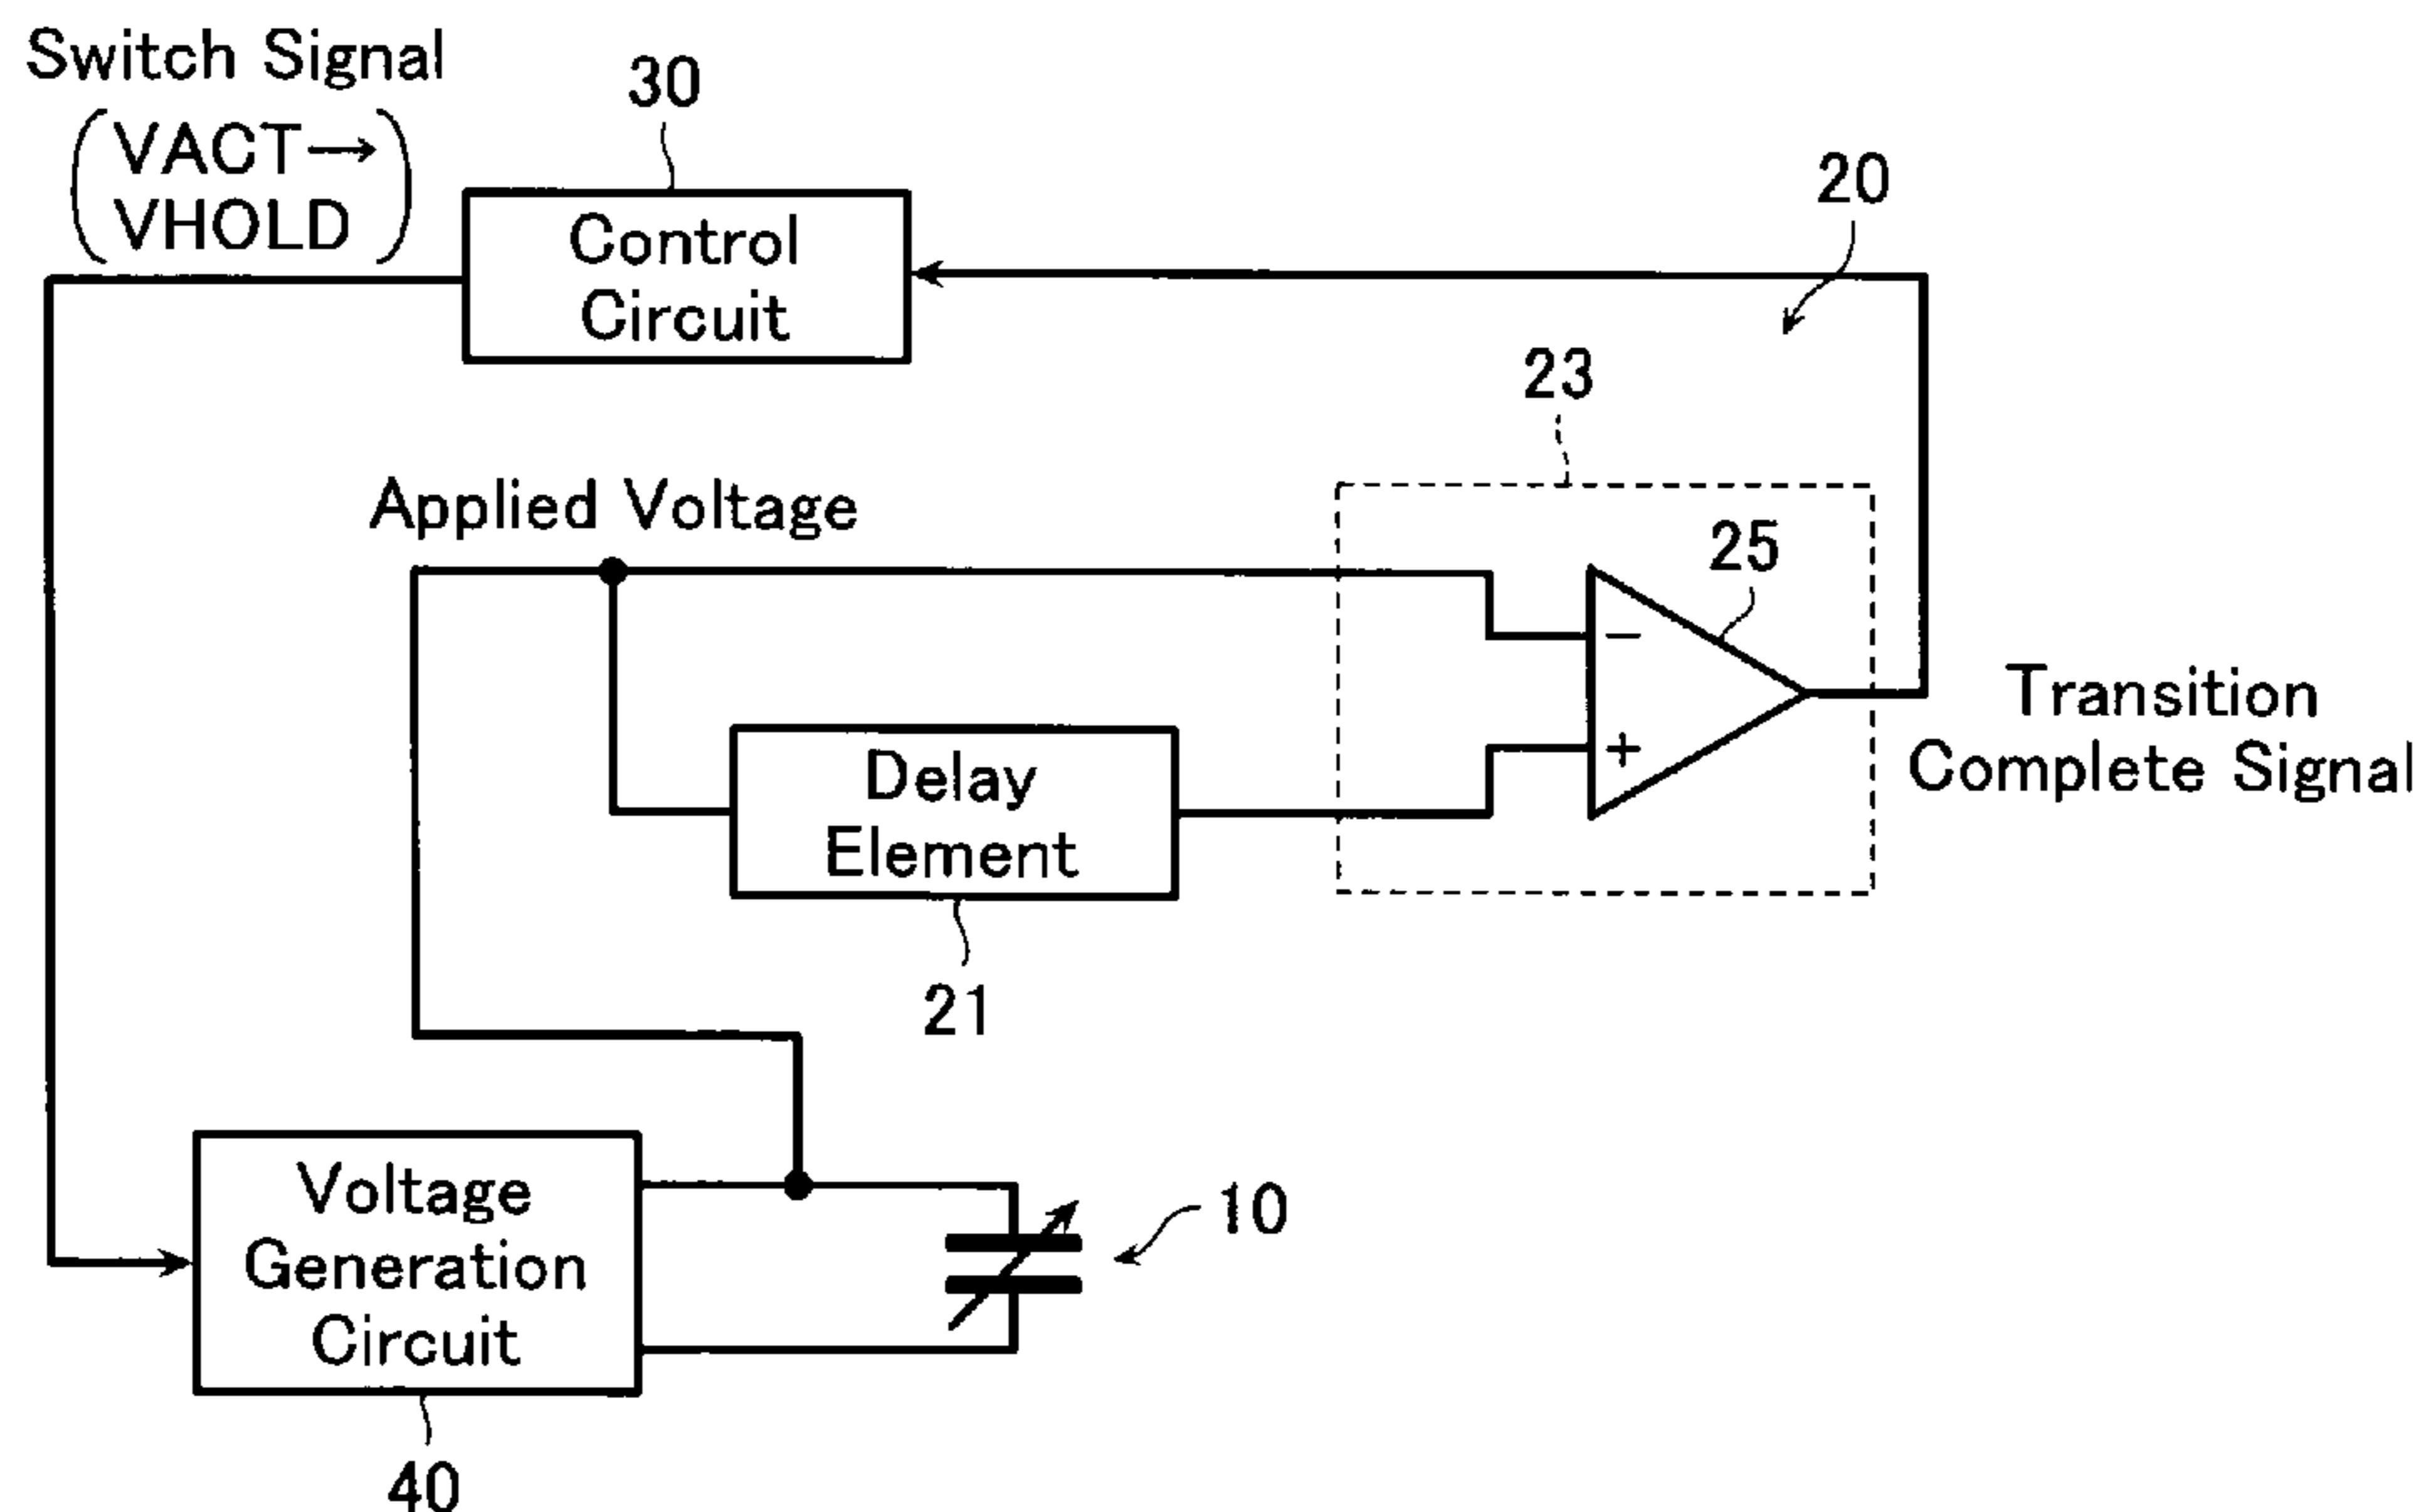 Switch Signal
VACT→
VHOLD
30
Control
Circuit
20
23
Applied Voltage
25
−
+
Delay
Element
21
Transition
Complete Signal
Voltage
Generation
Circuit
10
40